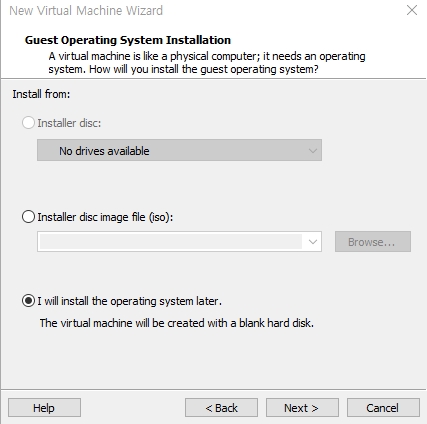 New Virtual Machine Wizard
Guest Operating System Installation
A virtual machine is like a physical computer; it needs an operating
system. How will you install the guest operating system?
Install from:
Installer disc:
No drives available
Installer disc image file (iso):
Browse...
I will install the operating system later.
The virtual machine will be created with a blank hard disk.
Help
< Back
Next >
Cancel